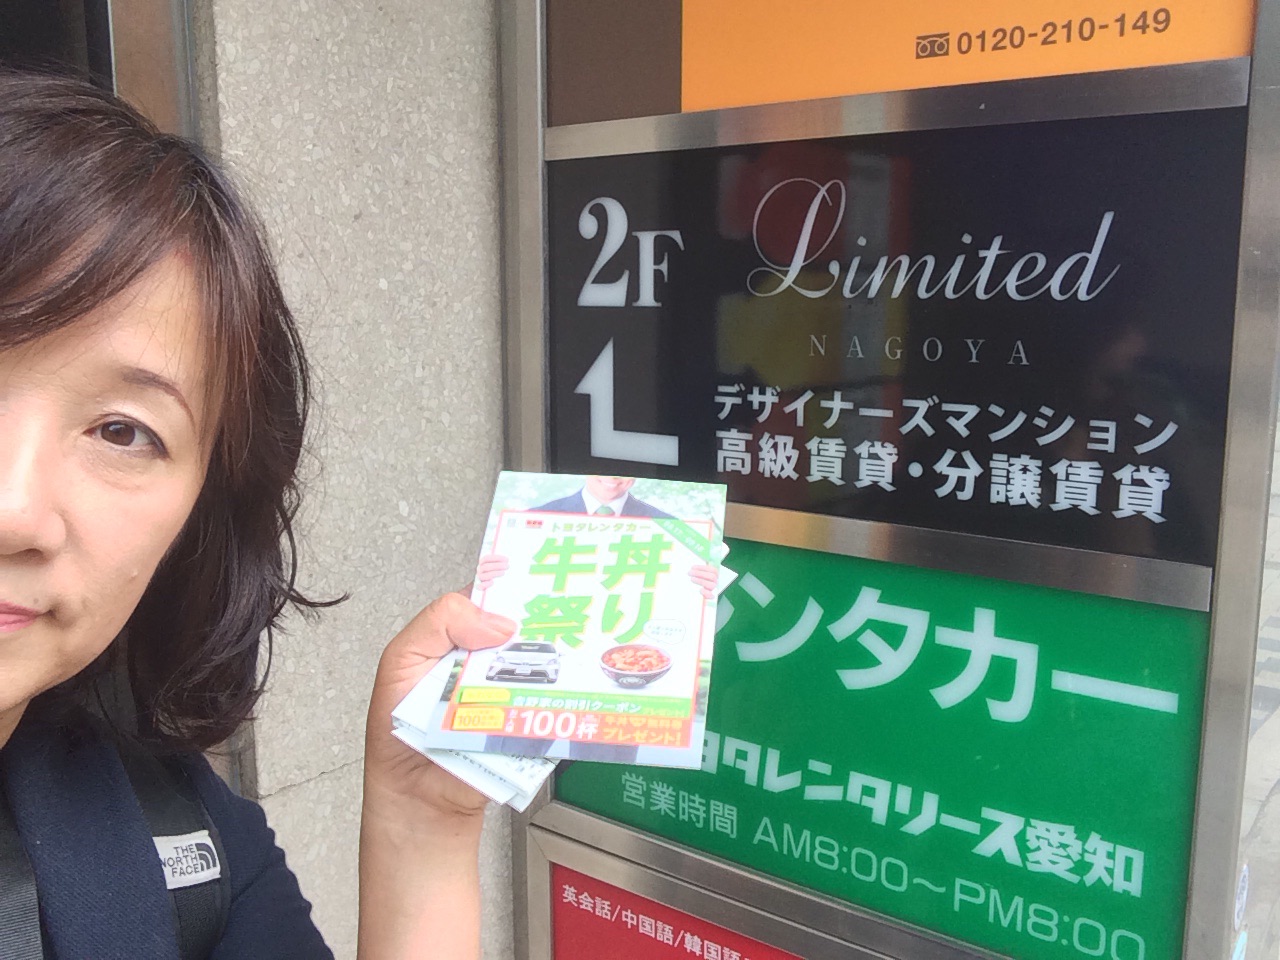 0120-210-149
2F
Limited
NAGOYA
デザイナーズマンション
高級賃貸・分譲賃貸
トヨタレンタカー
牛丼
祭り
吉野家の割引クーポン
100杯
プレゼント!
ンタカー
ヨタレンタリース愛知
営業時間 AM8:00〜PM8:00
英会話/中国語/韓国語
THE
NORTH
FACE